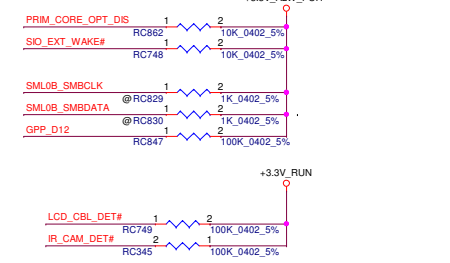 PRIM_CORE_OPT_DIS 1 2
RC862 10K_0402_5%
SIO_EXT_WAKE# 1 2
RC748 10K_0402_5%
SML0B_SMBCLK 1 2
@ RC829 1K_0402_5%
SML0B_SMBDATA 1 2
@ RC830 1K_0402_5%
GPP_D12 1 2
RC847 100K_0402_5%
+3.3V_RUN
LCD_CBL_DET# 1 2
RC749 100K_0402_5%
IR_CAM_DET# 2 1
RC345 100K_0402_5%